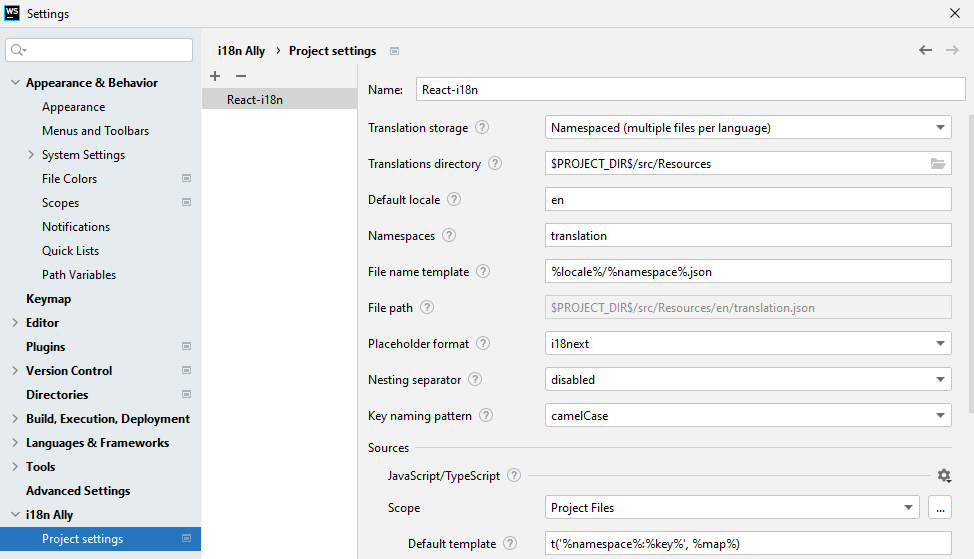 WS Settings
i18n Ally › Project settings
Appearance & Behavior
Appearance
Menus and Toolbars
System Settings
File Colors
Scopes
Notifications
Quick Lists
Path Variables
Keymap
Editor
Plugins
Version Control
Directories
Build, Execution, Deployment
Languages & Frameworks
Tools
Advanced Settings
i18n Ally
Project settings
React-i18n
Name: React-i18n
Translation storage ? Namespaced (multiple files per language)
Translations directory ? $PROJECT_DIR$/src/Resources
Default locale ? en
Namespaces ? translation
File name template ? %locale%/%namespace%.json
File path ? $PROJECT_DIR$/src/Resources/en/translation.json
Placeholder format ? i18next
Nesting separator ? disabled
Key naming pattern ? camelCase
Sources
JavaScript/TypeScript ?
Scope Project Files ...
Default template ? t('%namespace%:%key%', %map%)